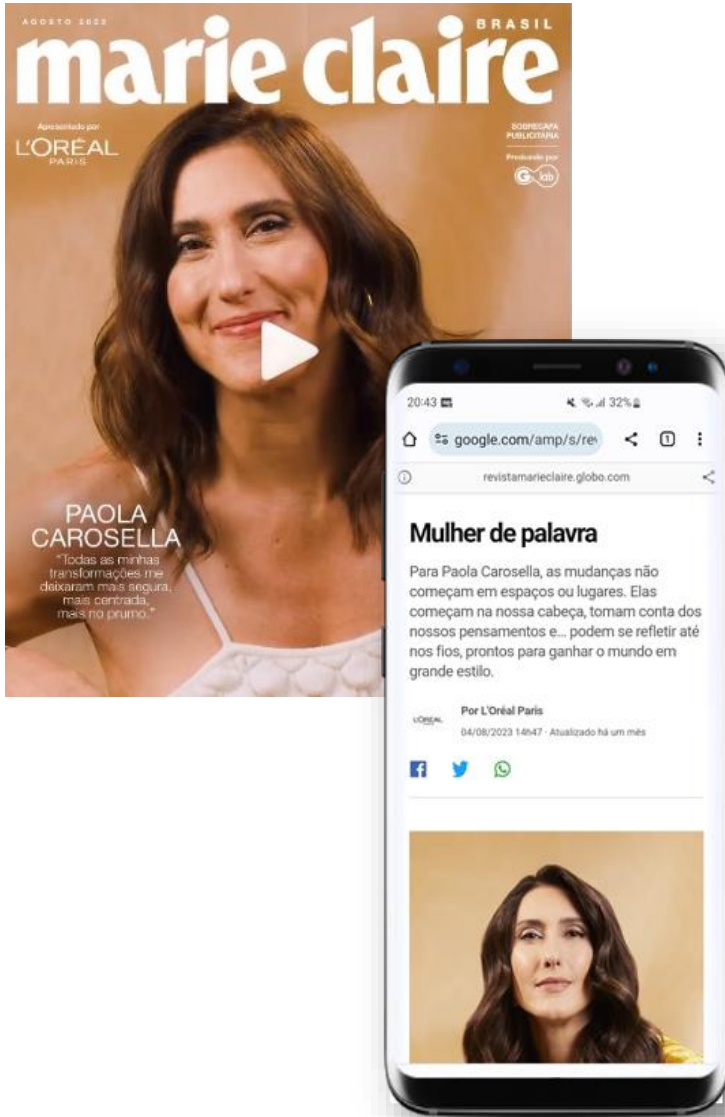 AGOSTO 2023
BRASIL
marie claire
Apresentado por
L'ORÉAL
PARIS
SOBRECAPA
PUBLICITÁRIA
Produzido por
G lab
PAOLA
CAROSELLA
"Todas as minhas
transformações me
deixaram mais segura,
mais centrada,
mais no prumo."
20:43
32%
google.com/amp/s/rev
1
revistamarieclaire.globo.com
Mulher de palavra
Para Paola Carosella, as mudanças não
começam em espaços ou lugares. Elas
começam na nossa cabeça, tomam conta dos
nossos pensamentos e... podem se refletir até
nos fios, prontos para ganhar o mundo em
grande estilo.
L'ORÉAL
Por L'Oréal Paris
04/08/2023 14h47 · Atualizado há um mês